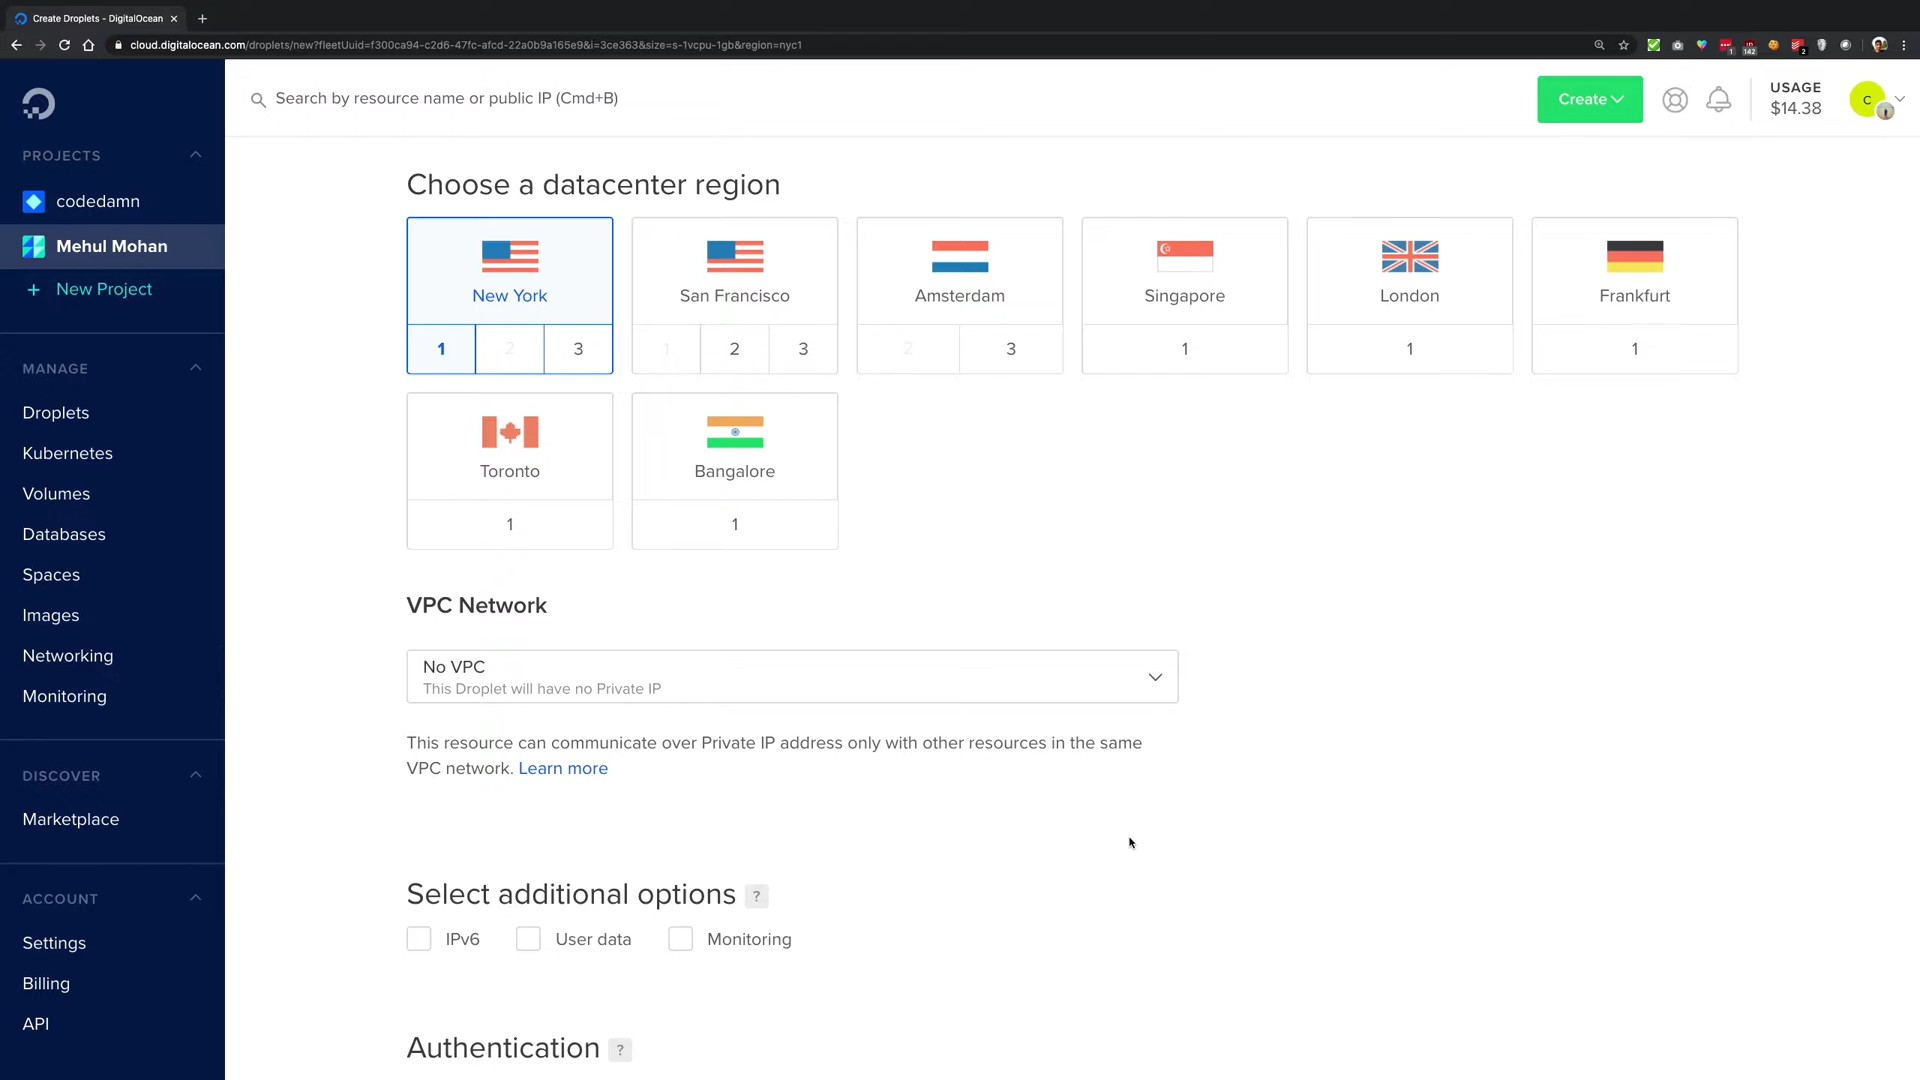 Create Droplets - DigitalOcean
cloud.digitalocean.com/droplets/new?fleetUuid=f300ca94-c2d6-47fc-afcd-22a0b9a165e9&i=3ce363&size=s-1vcpu-1gb&region=nyc1
1
142
2
Search by resource name or public IP (Cmd+B)
Create
USAGE
$14.38
C
PROJECTS
codedamn
Mehul Mohan
+ New Project
MANAGE
Droplets
Kubernetes
Volumes
Databases
Spaces
Images
Networking
Monitoring
DISCOVER
Marketplace
ACCOUNT
Settings
Billing
API
Choose a datacenter region
New York
1 2 3
San Francisco
1 2 3
Amsterdam
2 3
Singapore
1
London
1
Frankfurt
1
Toronto
1
Bangalore
1
VPC Network
No VPC
This Droplet will have no Private IP
This resource can communicate over Private IP address only with other resources in the same
VPC network. Learn more
Select additional options ?
IPv6 User data Monitoring
Authentication ?